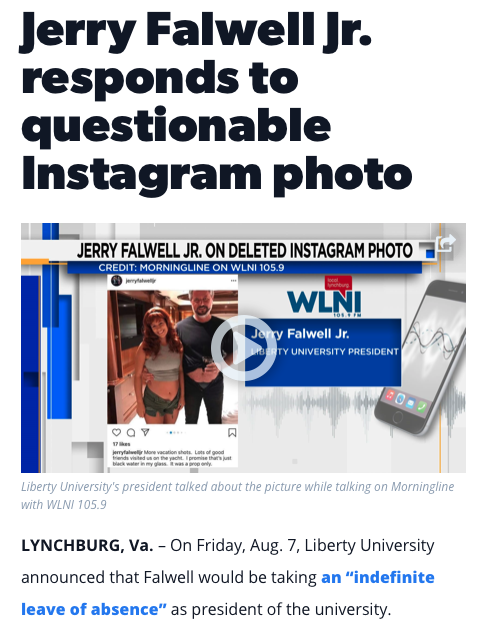 Jerry Falwell Jr.
responds to
questionable
Instagram photo
JERRY FALWELL JR. ON DELETED INSTAGRAM PHOTO
CREDIT: MORNINGLINE ON WLNI 105.9
jerryfalwelljr
17 likes
jerryfalwelljr More vacation shots. Lots of good
friends visited us on the yacht. I promise that's just
black water in my glass. It was a prop only.
local
lynchburg
WLNI
105.9 FM
Jerry Falwell Jr.
LIBERTY UNIVERSITY PRESIDENT
Liberty University's president talked about the picture while talking on Morningline
with WLNI 105.9
LYNCHBURG, Va. – On Friday, Aug. 7, Liberty University
announced that Falwell would be taking an “indefinite
leave of absence” as president of the university.